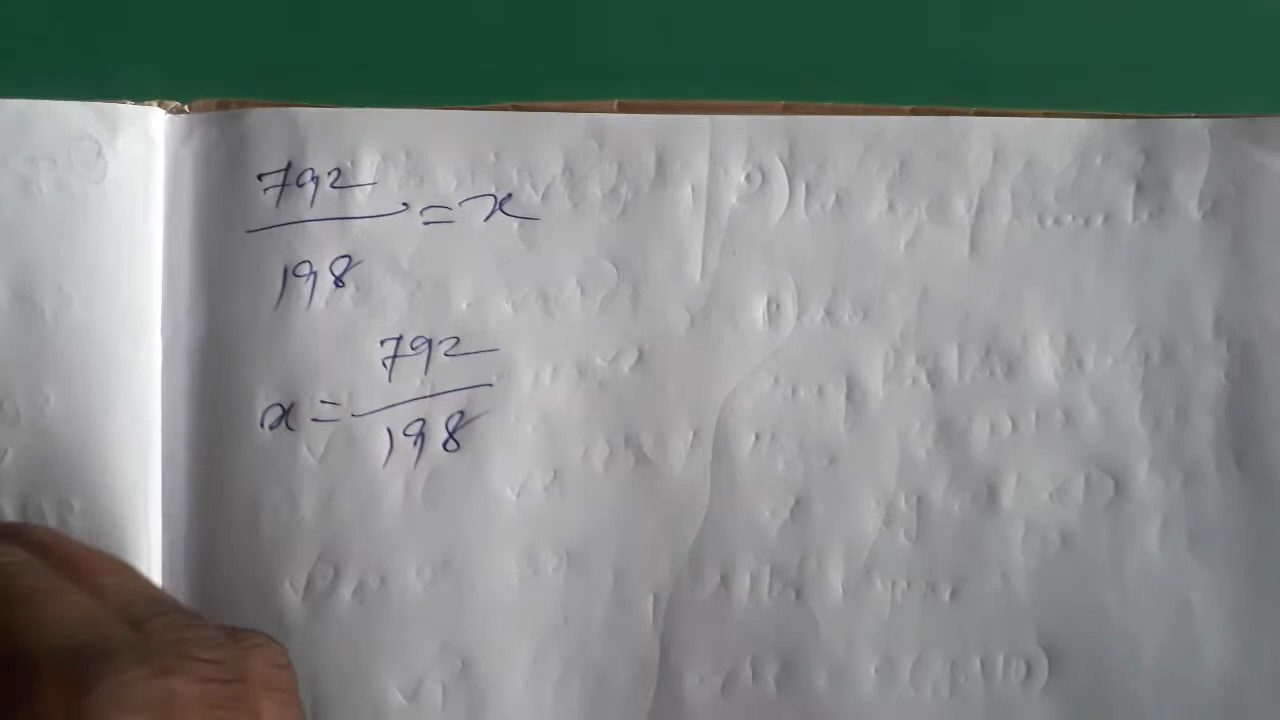 792/198 = x
x = 792/198